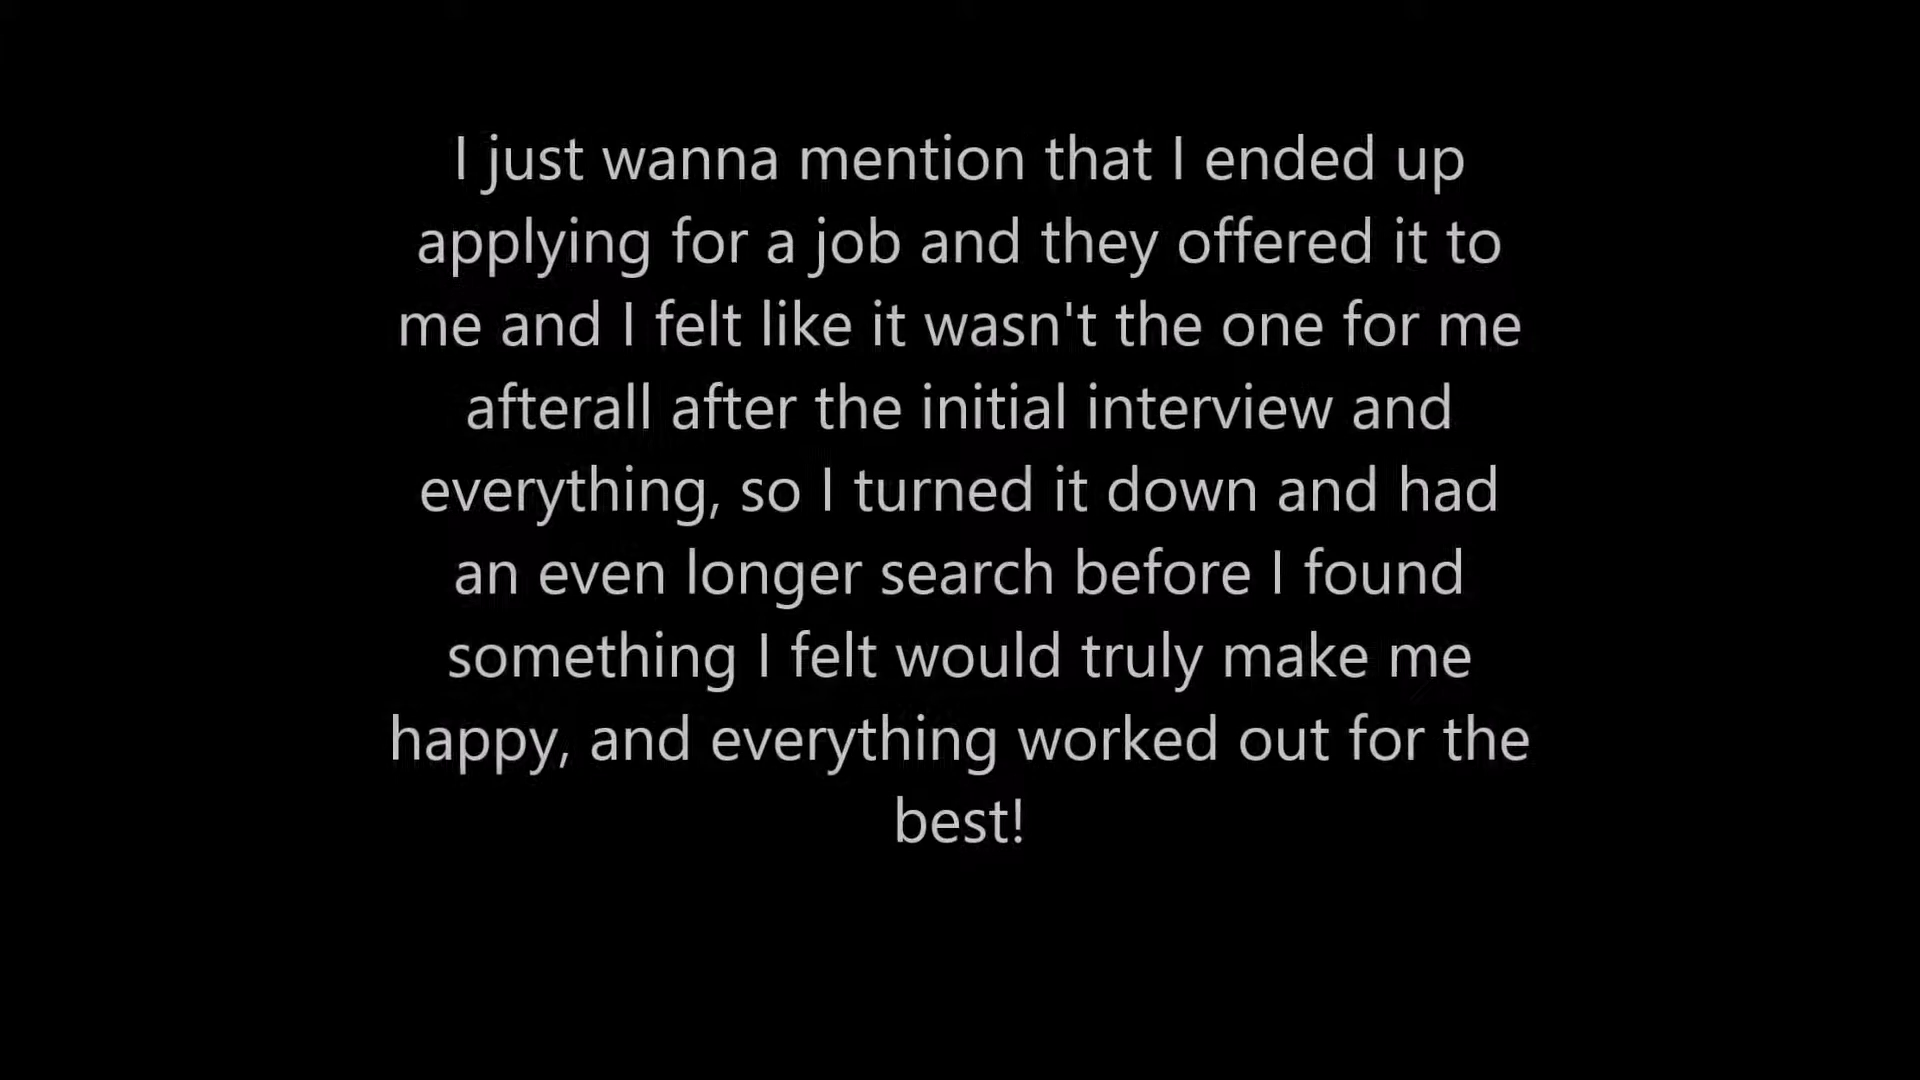 I just wanna mention that I ended up
applying for a job and they offered it to
me and I felt like it wasn't the one for me
afterall after the initial interview and
everything, so I turned it down and had
an even longer search before I found
something I felt would truly make me
happy, and everything worked out for the
best!